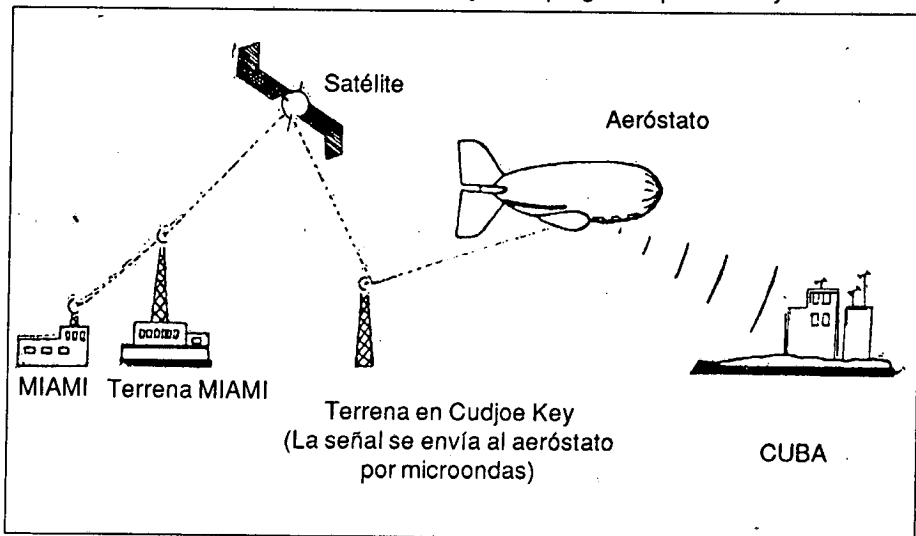 Satélite
Aeróstato
MIAMI
Terrena MIAMI
Terrena en Cudjoe Key
(La señal se envía al aeróstato
por microondas)
CUBA